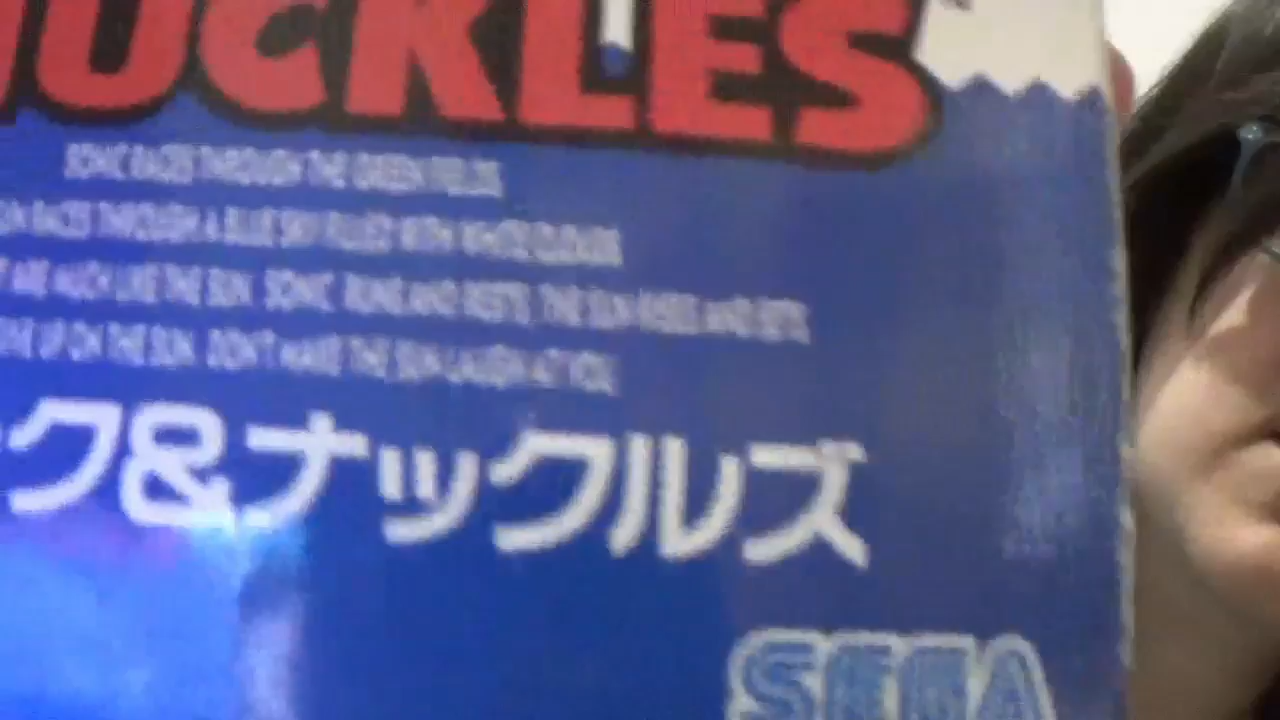 UCKLES
SONIC RACES THROUGH THE GREEN FIELDS.
RACES THROUGH A BLUE SKY FILLED WITH WHITE CLOUDS.
ARE MUCH LIKE THE SUN. SONIC RUNS AND RESTS, THE SUN RISES AND SETS.
UP ON THE SUN. DON'T MAKE THE SUN LAUGH AT YOU.
ク&ナックルズ
SEGA